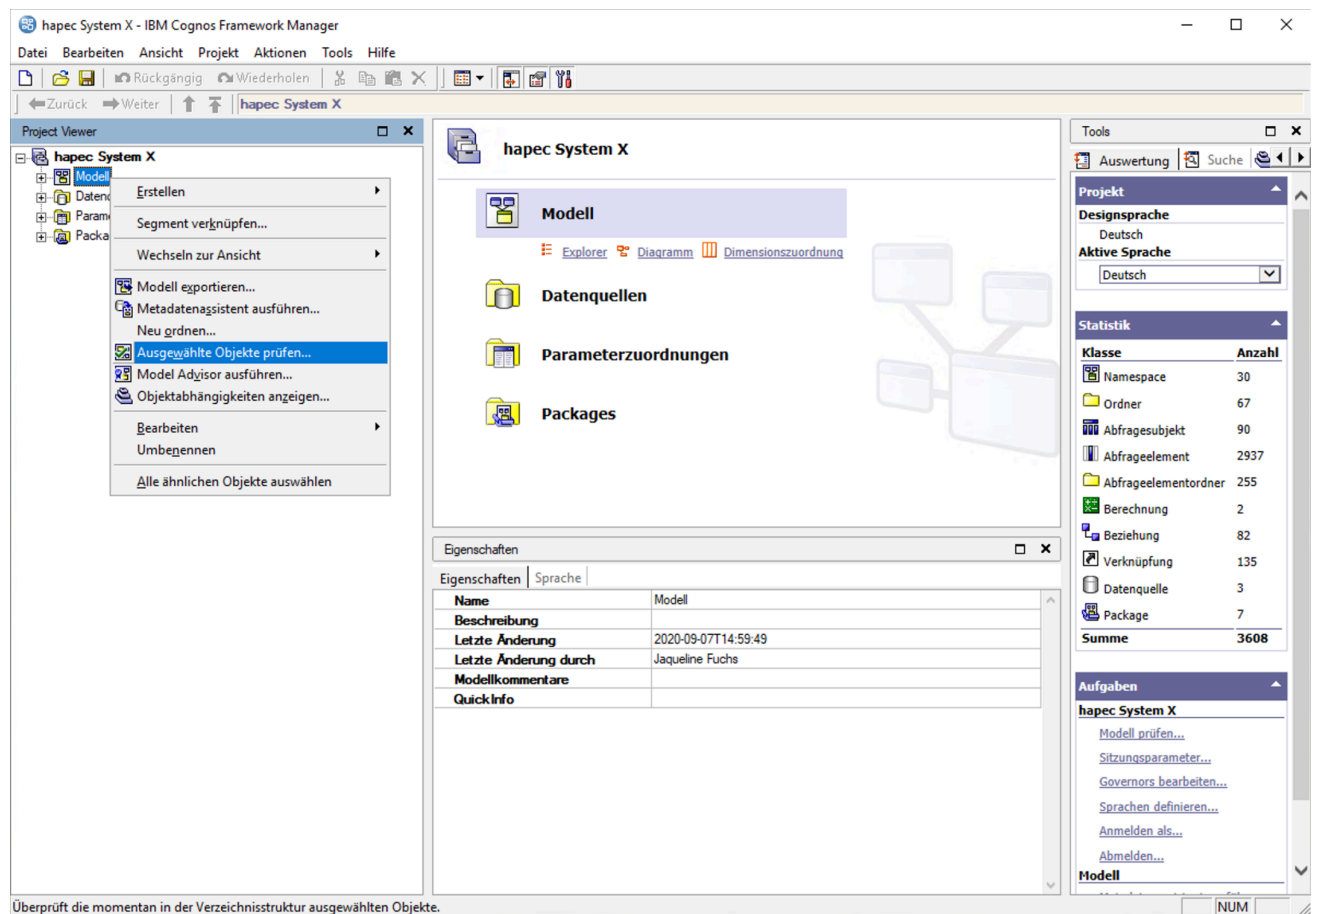 hapec System X - IBM Cognos Framework Manager
Datei Bearbeiten Ansicht Projekt Aktionen Tools Hilfe
Rückgängig Wiederholen
Zurück Weiter hapec System X
Project Viewer
hapec System X
Modell
Datenc
Param
Packa
Erstellen
Segment verknüpfen...
Wechseln zur Ansicht
Modell exportieren...
Metadatenassistent ausführen...
Neu ordnen...
Ausgewählte Objekte prüfen...
Model Advisor ausführen...
Objektabhängigkeiten anzeigen...
Bearbeiten
Umbenennen
Alle ähnlichen Objekte auswählen
hapec System X
Modell
Explorer Diagramm Dimensionszuordnung
Datenquellen
Parameterzuordnungen
Packages
Eigenschaften
Eigenschaften Sprache
Name Modell
Beschreibung
Letzte Änderung 2020-09-07T14:59:49
Letzte Änderung durch Jaqueline Fuchs
Modellkommentare
QuickInfo
Tools
Auswertung Suche
Projekt
Designsprache
Deutsch
Aktive Sprache
Deutsch
Statistik
Klasse Anzahl
Namespace 30
Ordner 67
Abfragesubjekt 90
Abfrageelement 2937
Abfrageelementordner 255
Berechnung 2
Beziehung 82
Verknüpfung 135
Datenquelle 3
Package 7
Summe 3608
Aufgaben
hapec System X
Modell prüfen...
Sitzungsparameter...
Governors bearbeiten...
Sprachen definieren...
Anmelden als...
Abmelden...
Modell
Überprüft die momentan in der Verzeichnisstruktur ausgewählten Objekte.
NUM